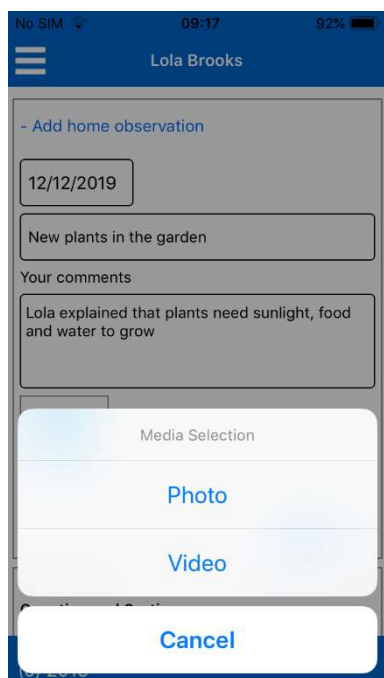 No SIM 09:17 92%
Lola Brooks
- Add home observation
12/12/2019
New plants in the garden
Your comments
Lola explained that plants need sunlight, food
and water to grow
Media Selection
Photo
Video
Cancel